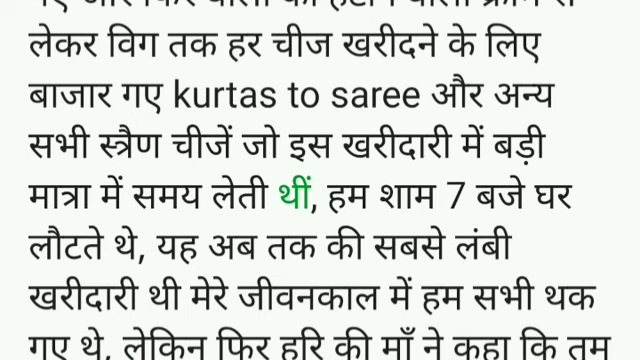 लेकर विग तक हर चीज खरीदने के लिए
बाजार गए kurtas to saree और अन्य
सभी स्त्रैण चीजें जो इस खरीदारी में बड़ी
मात्रा में समय लेती थीं, हम शाम 7 बजे घर
लौटते थे, यह अब तक की सबसे लंबी
खरीदारी थी मेरे जीवनकाल में हम सभी थक
गए थे, लेकिन फिर हरि की माँ ने कहा कि तुम